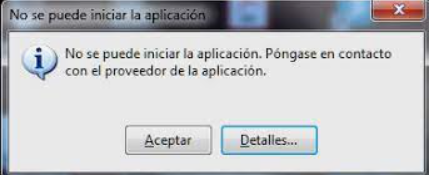 No se puede iniciar la aplicación
No se puede iniciar la aplicación. Póngase en contacto
con el proveedor de la aplicación.
Aceptar
Detalles...